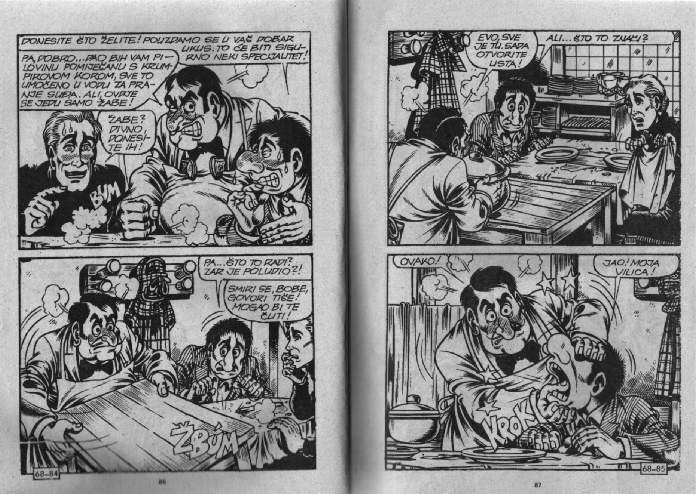 DONESITE ŠTO ŽELITE! POUZDAMO SE U VAŠ DOBAR
UKUS. TO ĆE BITI SIGU-
RNO NEKI SPECIJALITET!
PA, DOBRO... DAO BIH VAM PI-
LOVINU POMIJEŠANU S KRUM-
PIROVOM KOROM, SVE TO
UMOČENO U VODU ZA PRA-
NJE SUĐA. ALI, OVDJE
SE JEDU SAMO ŽABE!
ŽABE?
DIVNO,
DONESI-
TE IH!
BUM
PA... ŠTO TO RADI?
ZAR JE POLUDIO?!
SMIRI SE, BOBE,
GOVORI TIŠE!
MOGAO BI TE
ČUTI!
ŽBUM
68-84
86
EVO, SVE
JE TU. SADA
OTVORITE
USTA!
ALI... ŠTO TO ZNAČI?
OVAKO!
JAO! MOJA
VILICA!
KROK!
68-85
87